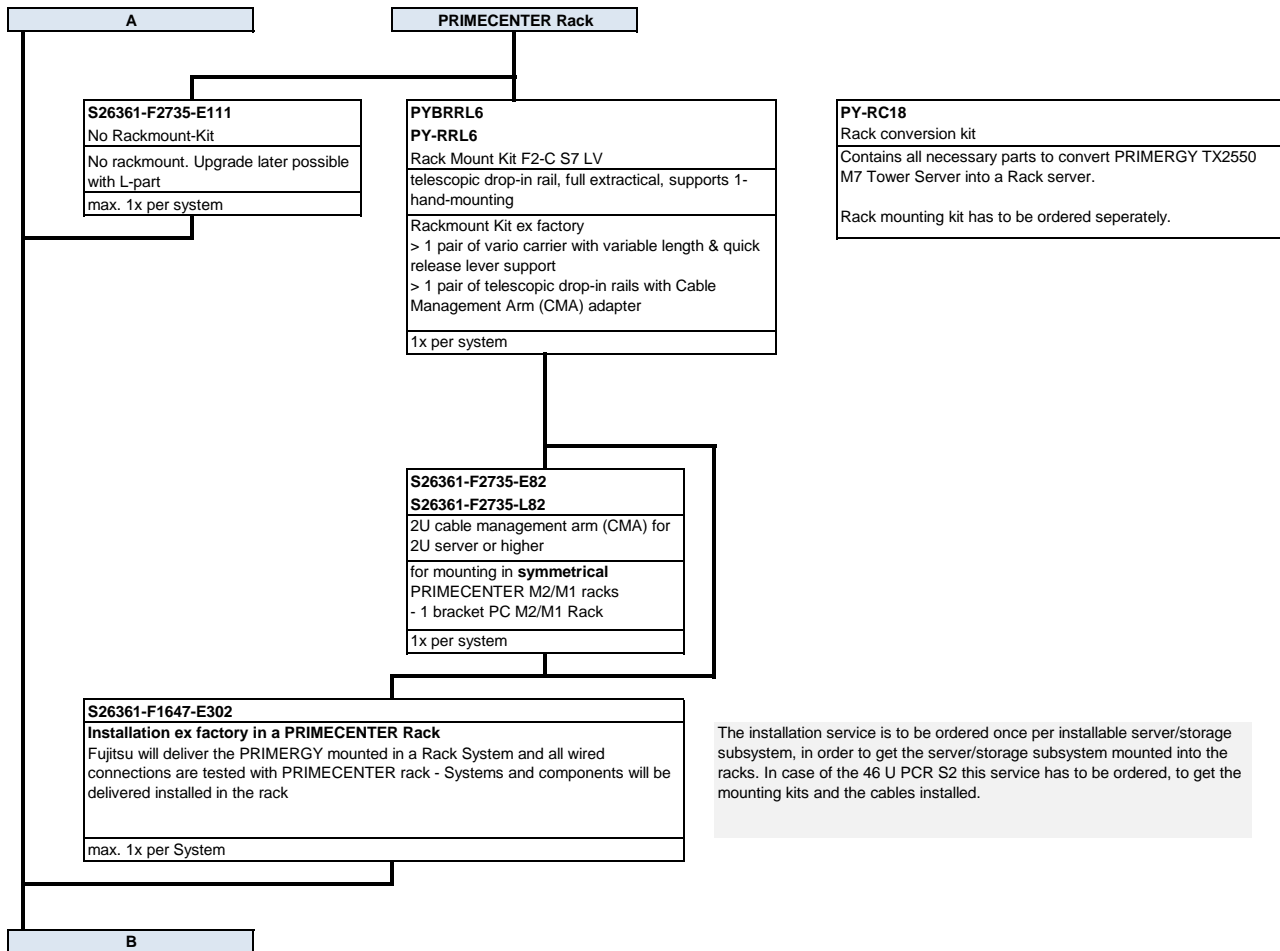 A
PRIMECENTER Rack
S26361-F2735-E111
No Rackmount-Kit
No rackmount. Upgrade later possible
with L-part
max. 1x per system
PYBRRL6
PY-RRL6
Rack Mount Kit F2-C S7 LV
telescopic drop-in rail, full extractical, supports 1-
hand-mounting
Rackmount Kit ex factory
> 1 pair of vario carrier with variable length & quick
release lever support
> 1 pair of telescopic drop-in rails with Cable
Management Arm (CMA) adapter
1x per system
PY-RC18
Rack conversion kit
Contains all necessary parts to convert PRIMERGY TX2550
M7 Tower Server into a Rack server.
Rack mounting kit has to be ordered seperately.
S26361-F2735-E82
S26361-F2735-L82
2U cable management arm (CMA) for
2U server or higher
for mounting in symmetrical
PRIMECENTER M2/M1 racks
- 1 bracket PC M2/M1 Rack
1x per system
S26361-F1647-E302
Installation ex factory in a PRIMECENTER Rack
Fujitsu will deliver the PRIMERGY mounted in a Rack System and all wired
connections are tested with PRIMECENTER rack - Systems and components will be
delivered installed in the rack
max. 1x per System
The installation service is to be ordered once per installable server/storage
subsystem, in order to get the server/storage subsystem mounted into the
racks. In case of the 46 U PCR S2 this service has to be ordered, to get the
mounting kits and the cables installed.
B